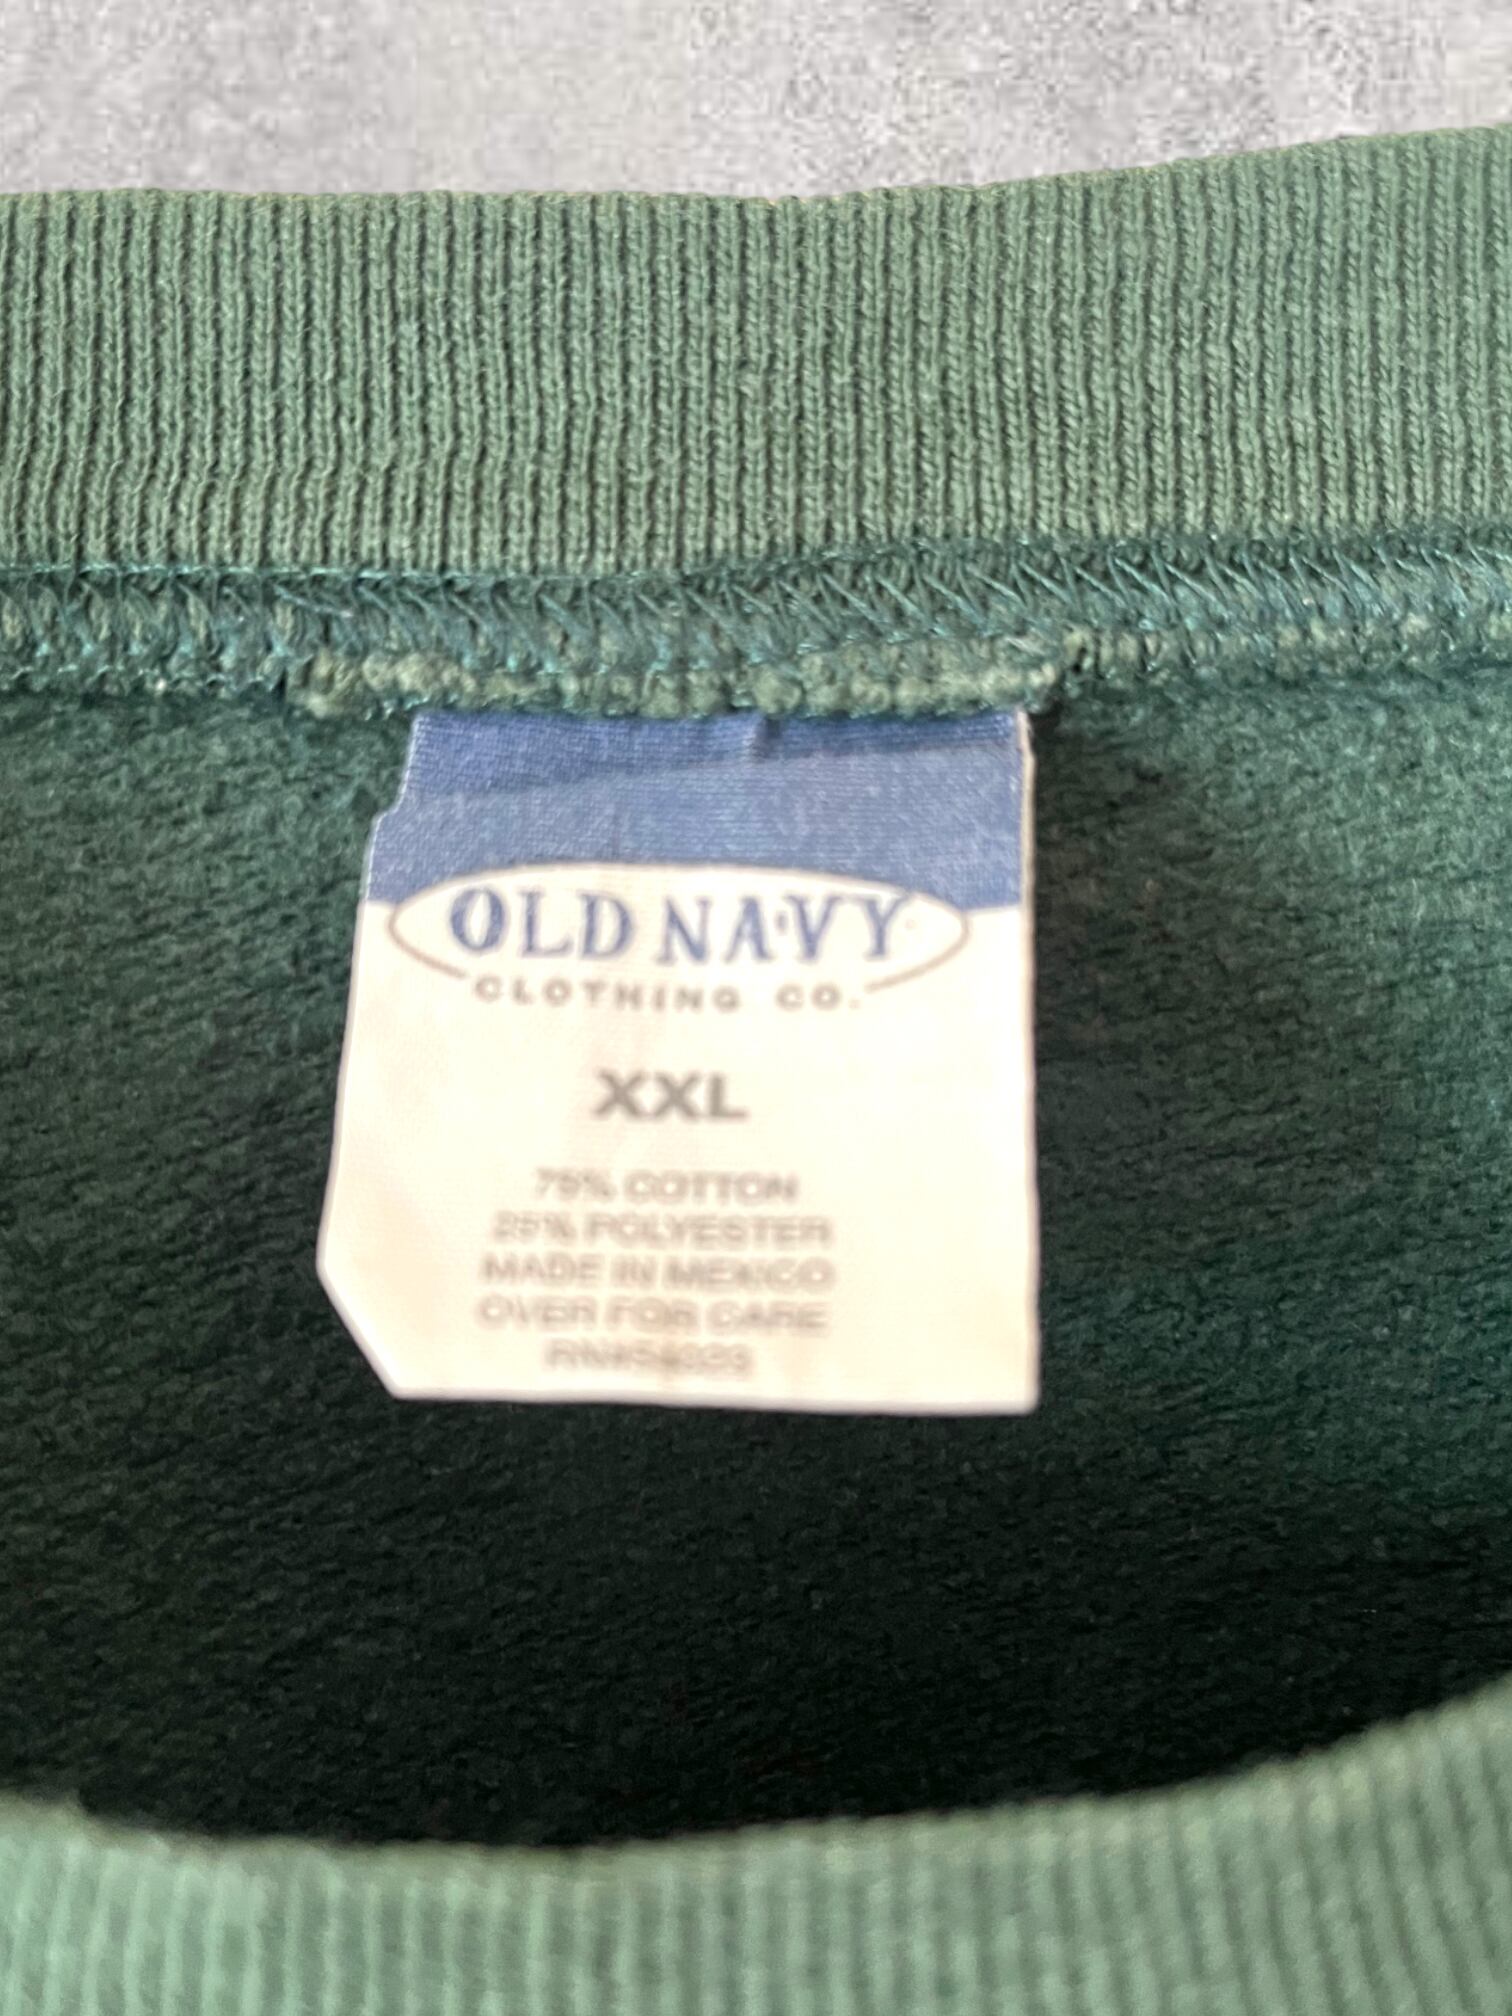 OLD NAVY
CLOTHING CO.
XXL
75% COTTON
25% POLYESTER
MADE IN MEXICO
OVER FOR CARE